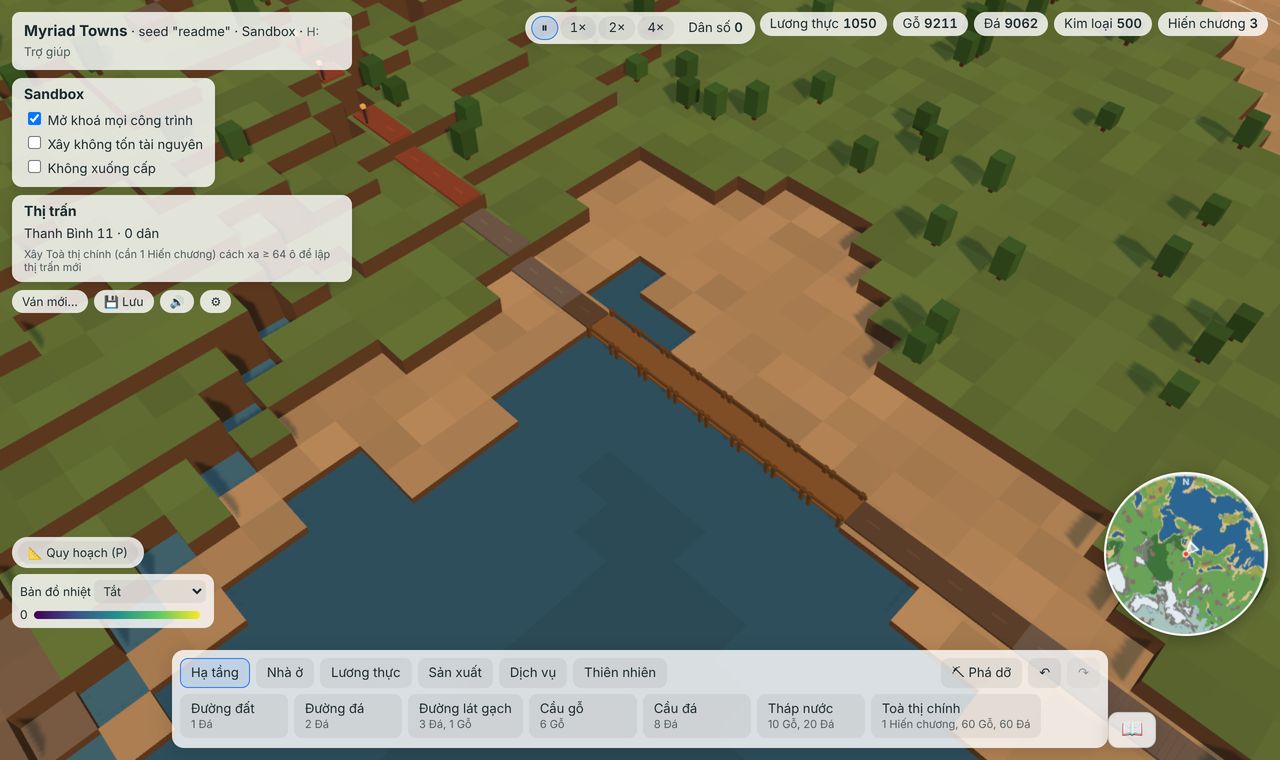 Myriad Towns · seed "readme" · Sandbox · H:
Trợ giúp
1×
2×
4×
Dân số 0
Lương thực 1050
Gỗ 9211
Đá 9062
Kim loại 500
Hiến chương 3
Sandbox
Mở khoá mọi công trình
Xây không tốn tài nguyên
Không xuống cấp
Thị trấn
Thanh Bình 11 · 0 dân
Xây Toà thị chính (cần 1 Hiến chương) cách xa ≥ 64 ô để lập
thị trấn mới
Ván mới...
Lưu
N
Quy hoạch (P)
Bản đồ nhiệt Tắt
0
Hạ tầng
Nhà ở
Lương thực
Sản xuất
Dịch vụ
Thiên nhiên
Phá dỡ
Đường đất
1 Đá
Đường đá
2 Đá
Đường lát gạch
3 Đá, 1 Gỗ
Cầu gỗ
6 Gỗ
Cầu đá
8 Đá
Tháp nước
10 Gỗ, 20 Đá
Toà thị chính
1 Hiến chương, 60 Gỗ, 60 Đá